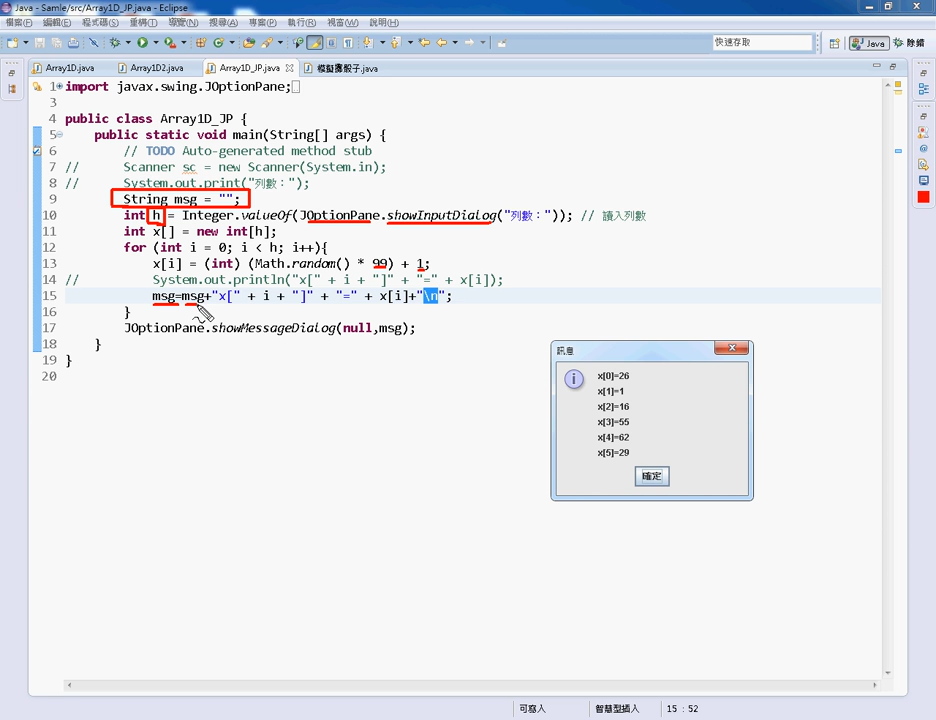 Java - Samle/src/Array1D_JP.java - Eclipse
檔案(F) 編輯(E) 程式碼(S) 重構(T) 導覽(N) 搜尋(A) 專案(P) 執行(R) 視窗(W) 說明(H)
快速存取
Java
除錯
Array1D.java
Array1D2.java
Array1D_JP.java
模擬擲骰子.java
1 import javax.swing.JOptionPane;
3
4 public class Array1D_JP {
5 public static void main(String[] args) {
6 // TODO Auto-generated method stub
7 // Scanner sc = new Scanner(System.in);
8 // System.out.print("列數：");
9 String msg = "";
10 int h = Integer.valueOf(JOptionPane.showInputDialog("列數：")); // 讀入列數
11 int x[] = new int[h];
12 for (int i = 0; i < h; i++){
13 x[i] = (int) (Math.random() * 99) + 1;
14 // System.out.println("x[" + i + "]" + "=" + x[i]);
15 msg=msg+"x[" + i + "]" + "=" + x[i]+"\n";
16 }
17 JOptionPane.showMessageDialog(null,msg);
18 }
19 }
20
訊息
x[0]=26
x[1]=1
x[2]=16
x[3]=55
x[4]=62
x[5]=29
確定
可寫入
智慧型插入
15 : 52